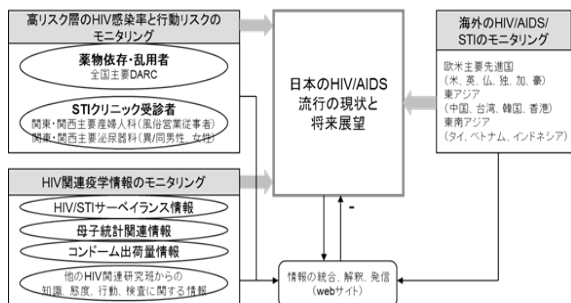 高リスク層のHIV感染率と行動リスクの
モニタリング
薬物依存・乱用者
全国主要DARC
STIクリニック受診者
関東・関西主要産婦人科(風俗営業従事者)
関東・関西主要泌尿器科(異/同男性、女性)
HIV関連疫学情報のモニタリング
HIV/STIサーベイランス情報
母子統計関連情報
コンドーム出荷量情報
他のHIV関連研究班からの
知識、態度、行動、検査に関する情報
日本のHIV/AIDS
流行の現状と
将来展望
-
情報の統合、解釈、発信
(webサイト)
海外のHIV/AIDS/
STIのモニタリング
欧米主要先進国
(米、英、仏、独、加、豪)
東アジア
(中国、台湾、韓国、香港)
東南アジア
(タイ、ベトナム、インドネシア)